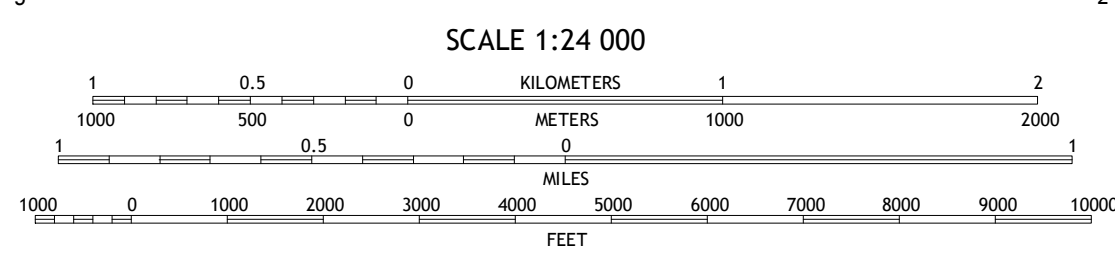 SCALE 1:24 000
1 0.5 0 KILOMETERS 1 2
1000 500 0 METERS 1000 2000
1 0.5 0 1
MILES
1000 0 1000 2000 3000 4000 5000 6000 7000 8000 9000 10000
FEET